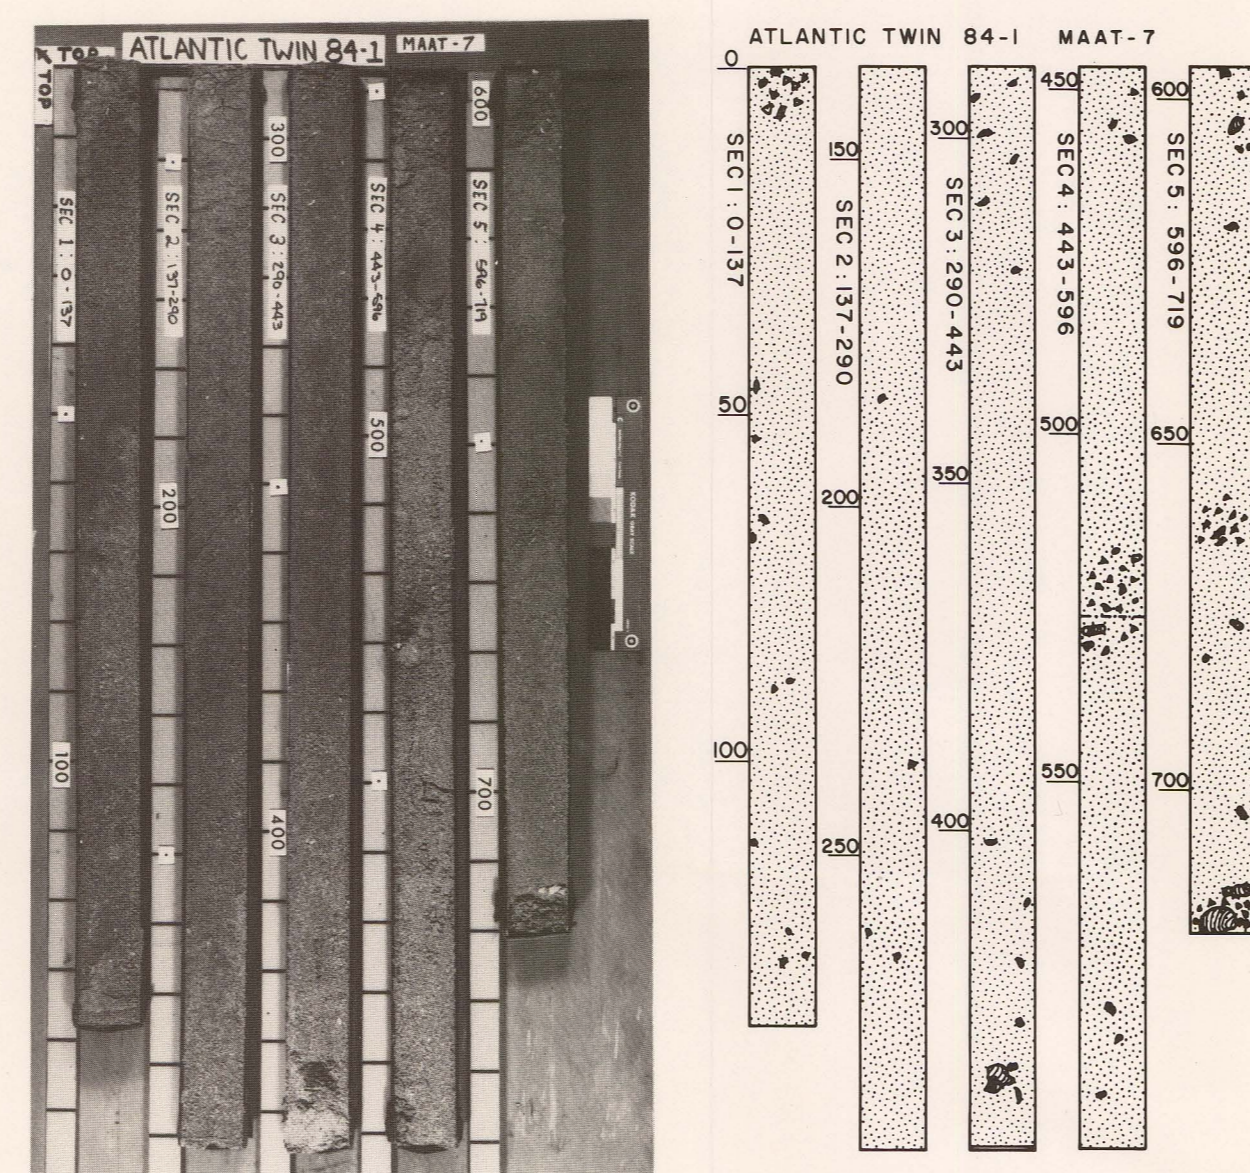 TOP
TOP
ATLANTIC TWIN 84-1
MAAT-7
SEC 1: 0-137
100
SEC 2: 137-290
200
300
SEC 3: 290-443
400
SEC 4: 443-596
500
600
SEC 5: 596-719
700
ATLANTIC TWIN 84-1 MAAT-7
0
SEC 1: 0-137
50
100
150
SEC 2: 137-290
200
250
300
SEC 3: 290-443
350
400
450
SEC 4: 443-596
500
550
600
SEC 5: 596-719
650
700